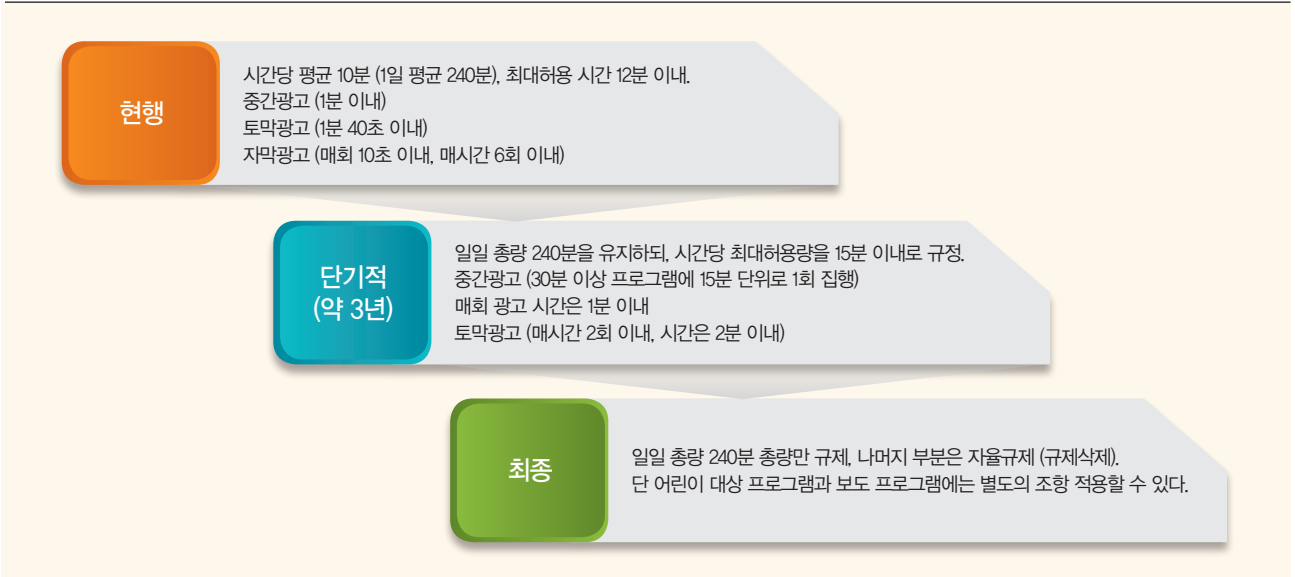 현행
시간당 평균 10분 (1일 평균 240분), 최대허용 시간 12분 이내.
중간광고 (1분 이내)
토막광고 (1분 40초 이내)
자막광고 (매회 10초 이내, 매시간 6회 이내)
단기적
(약 3년)
일일 총량 240분을 유지하되, 시간당 최대허용량을 15분 이내로 규정.
중간광고 (30분 이상 프로그램에 15분 단위로 1회 집행)
매회 광고 시간은 1분 이내
토막광고 (매시간 2회 이내, 시간은 2분 이내)
최종
일일 총량 240분 총량만 규제, 나머지 부분은 자율규제 (규제삭제).
단 어린이 대상 프로그램과 보도 프로그램에는 별도의 조항 적용할 수 있다.